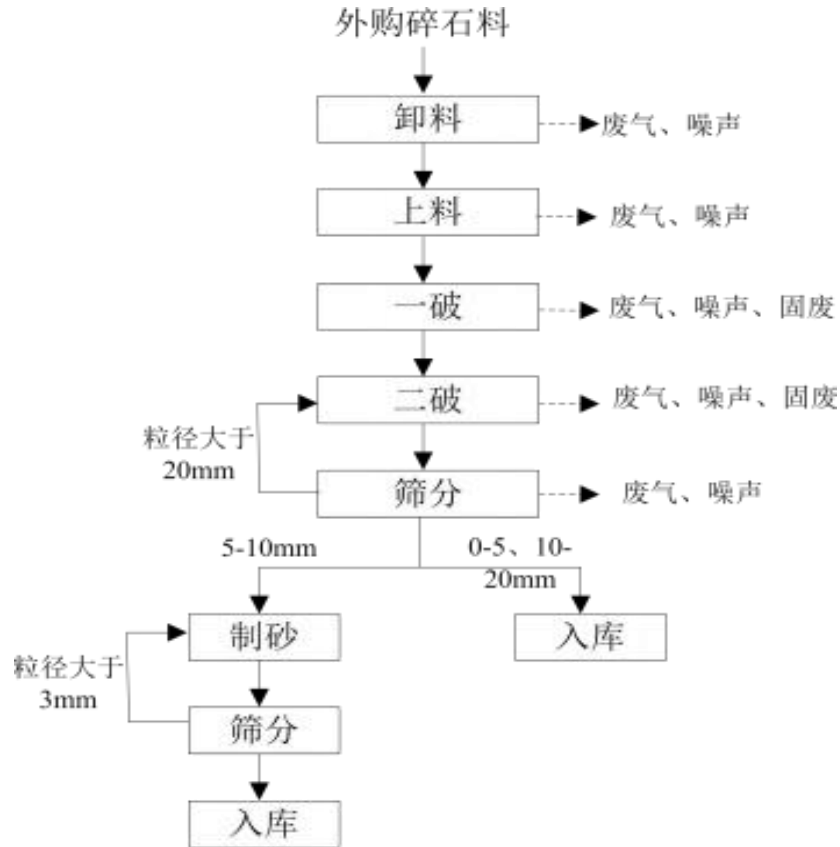 外购碎石料
卸料
废气、噪声
上料
废气、噪声
一破
废气、噪声、固废
二破
废气、噪声、固废
粒径大于
20mm
筛分
废气、噪声
5-10mm
0-5、10-
20mm
制砂
入库
粒径大于
3mm
筛分
入库